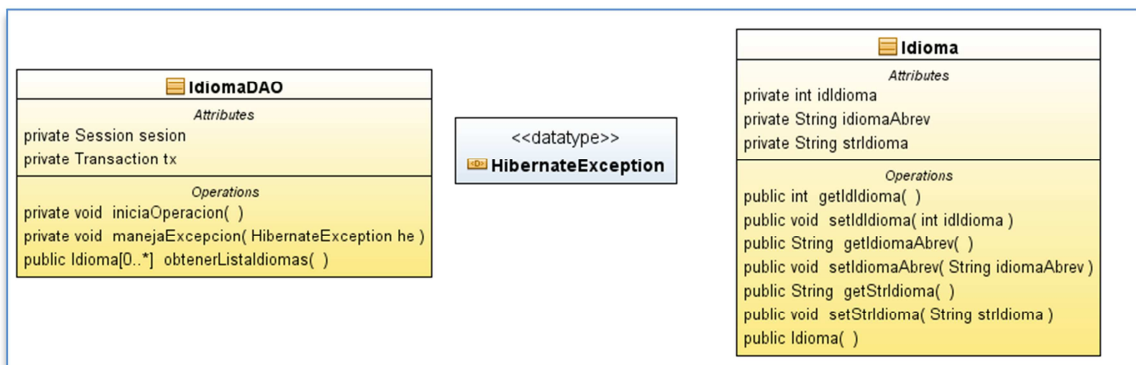 IdiomaDAO
Attributes
private Session sesion
private Transaction tx
Operations
private void iniciaOperacion( )
private void manejaExcepcion( HibernateException he )
public Idioma[0..*] obtenerListaIdiomas( )
<<datatype>>
HibernateException
Idioma
Attributes
private int idIdioma
private String idiomaAbrev
private String strIdioma
Operations
public int getIdIdioma( )
public void setIdIdioma( int idIdioma )
public String getIdiomaAbrev( )
public void setIdiomaAbrev( String idiomaAbrev )
public String getStrIdioma( )
public void setStrIdioma( String strIdioma )
public Idioma( )